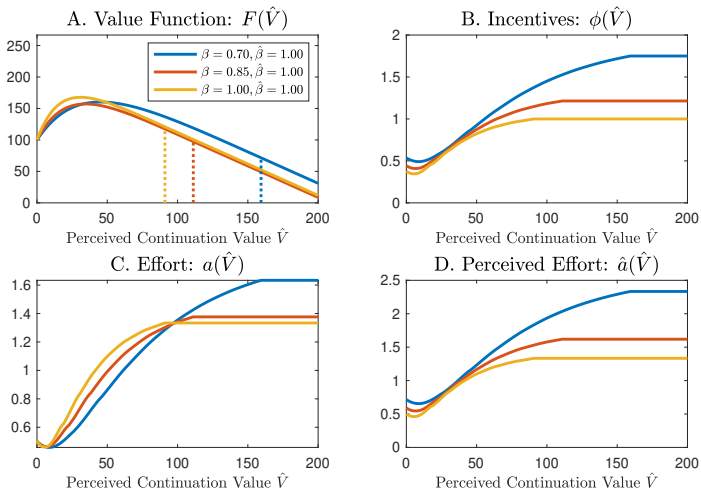 A. Value Function: F(V̂)
250
200
150
100
50
0
β = 0.70, β̂ = 1.00
β = 0.85, β̂ = 1.00
β = 1.00, β̂ = 1.00
0 50 100 150 200
Perceived Continuation Value V̂
B. Incentives: ϕ(V̂)
2
1.5
1
0.5
0
0 50 100 150 200
Perceived Continuation Value V̂
C. Effort: a(V̂)
1.6
1.4
1.2
1
0.8
0.6
0 50 100 150 200
Perceived Continuation Value V̂
D. Perceived Effort: â(V̂)
2.5
2
1.5
1
0.5
0
0 50 100 150 200
Perceived Continuation Value V̂